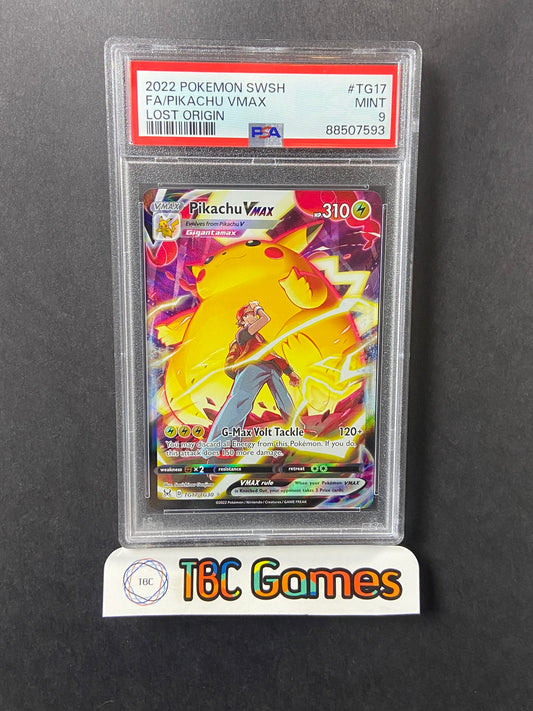 2022 POKEMON SWSH #TG17
FA/PIKACHU VMAX MINT
LOST ORIGIN 9
PSA 88507593
VMAX Pikachu VMAX HP 310
Evolves from Pikachu V
Gigantamax
G-Max Volt Tackle 120+
You may discard all Energy from this Pokémon. If you do,
this attack does 150 more damage.
weakness ×2 resistance retreat
VMAX rule When your Pokémon VMAX
is Knocked Out, your opponent takes 3 Prize cards.
TG17/TG30
©2022 Pokémon / Nintendo / Creatures / GAME FREAK
TBC TBC Games